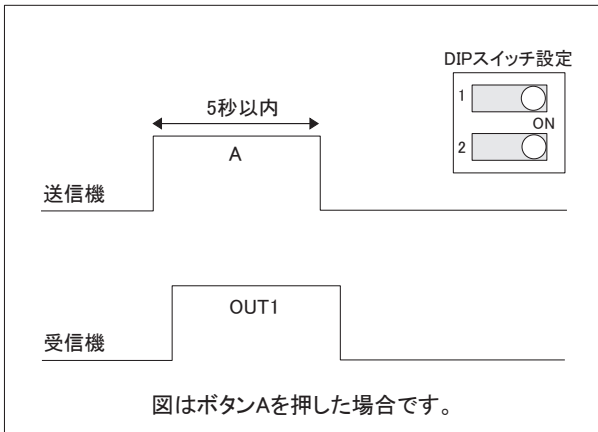 DIPスイッチ設定
1
ON
2
5秒以内
A
送信機
OUT1
受信機
図はボタンAを押した場合です。